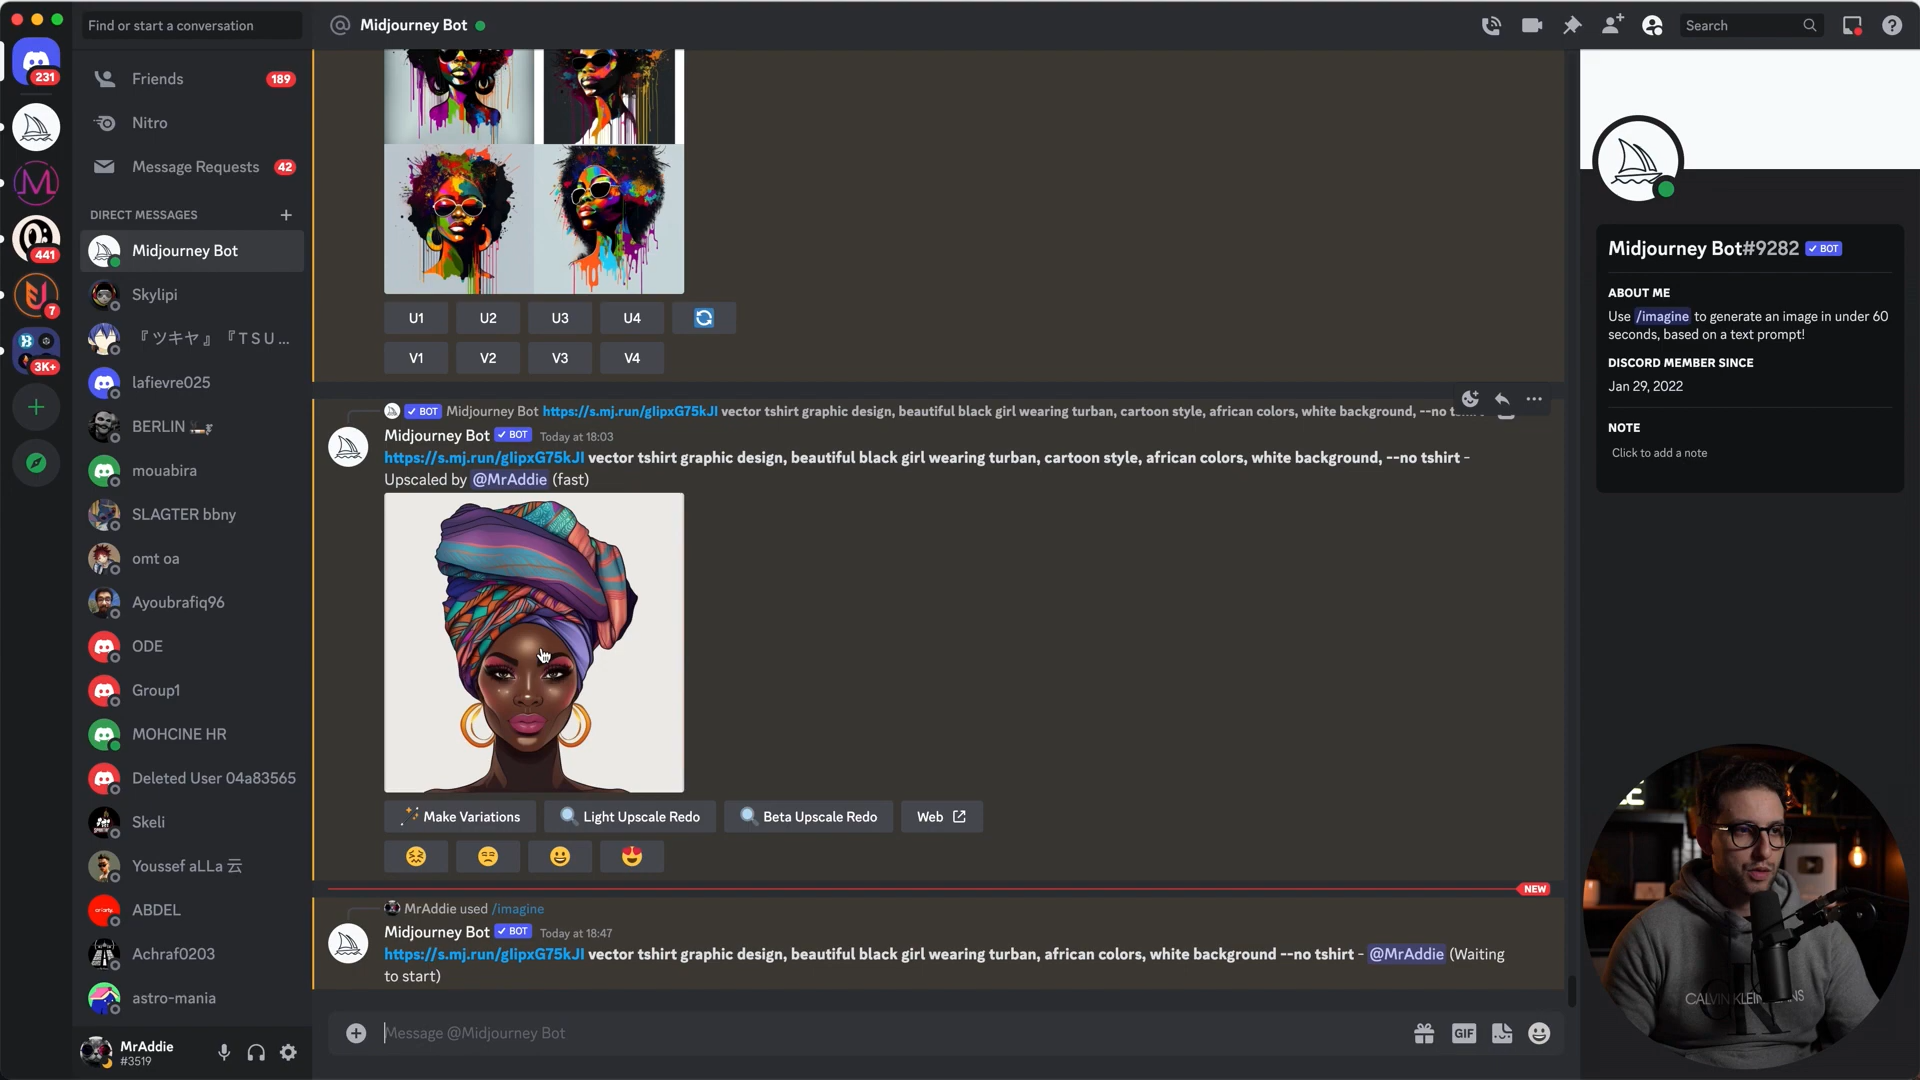 Find or start a conversation
Midjourney Bot
Search
231
Friends
189
Nitro
Message Requests
42
DIRECT MESSAGES
Midjourney Bot
441
Skylipi
7
『 ツキヤ 』 『 T S U ...
3K+
lafievre025
BERLIN
mouabira
SLAGTER bbny
omt oa
Ayoubrafiq96
ODE
Group1
MOHCINE HR
Deleted User 04a83565
Skeli
Youssef aLLa 云
ABDEL
Achraf0203
astro-mania
MrAddie
#3519
U1
U2
U3
U4
V1
V2
V3
V4
BOT Midjourney Bot https://s.mj.run/gIipxG75kJI vector tshirt graphic design, beautiful black girl wearing turban, cartoon style, african colors, white background, --no
Midjourney Bot BOT Today at 18:03
https://s.mj.run/gIipxG75kJI vector tshirt graphic design, beautiful black girl wearing turban, cartoon style, african colors, white background, --no tshirt -
Upscaled by @MrAddie (fast)
Make Variations
Light Upscale Redo
Beta Upscale Redo
Web
NEW
MrAddie used /imagine
Midjourney Bot BOT Today at 18:47
https://s.mj.run/gIipxG75kJI vector tshirt graphic design, beautiful black girl wearing turban, african colors, white background --no tshirt - @MrAddie (Waiting
to start)
Message @Midjourney Bot
GIF
Midjourney Bot#9282 BOT
ABOUT ME
Use /imagine to generate an image in under 60
seconds, based on a text prompt!
DISCORD MEMBER SINCE
Jan 29, 2022
NOTE
Click to add a note